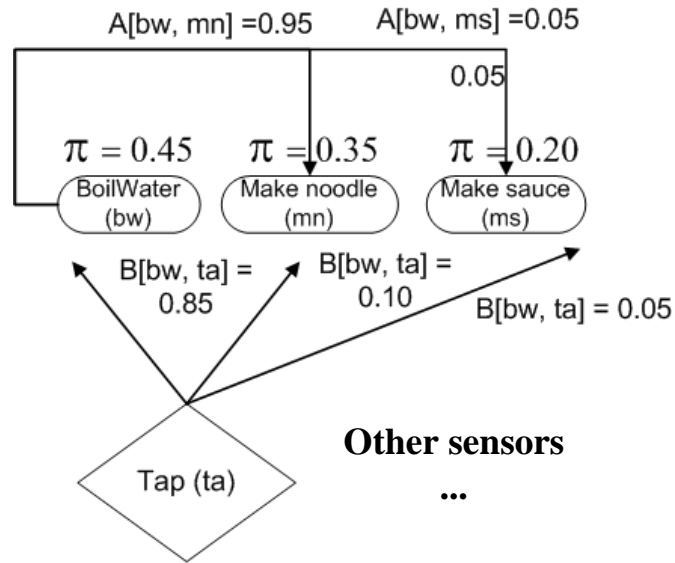 A[bw, mn] =0.95
A[bw, ms] =0.05
0.05
π = 0.45
π = 0.35
π = 0.20
BoilWater
(bw)
Make noodle
(mn)
Make sauce
(ms)
B[bw, ta] =
0.85
B[bw, ta] =
0.10
B[bw, ta] = 0.05
Tap (ta)
Other sensors
...